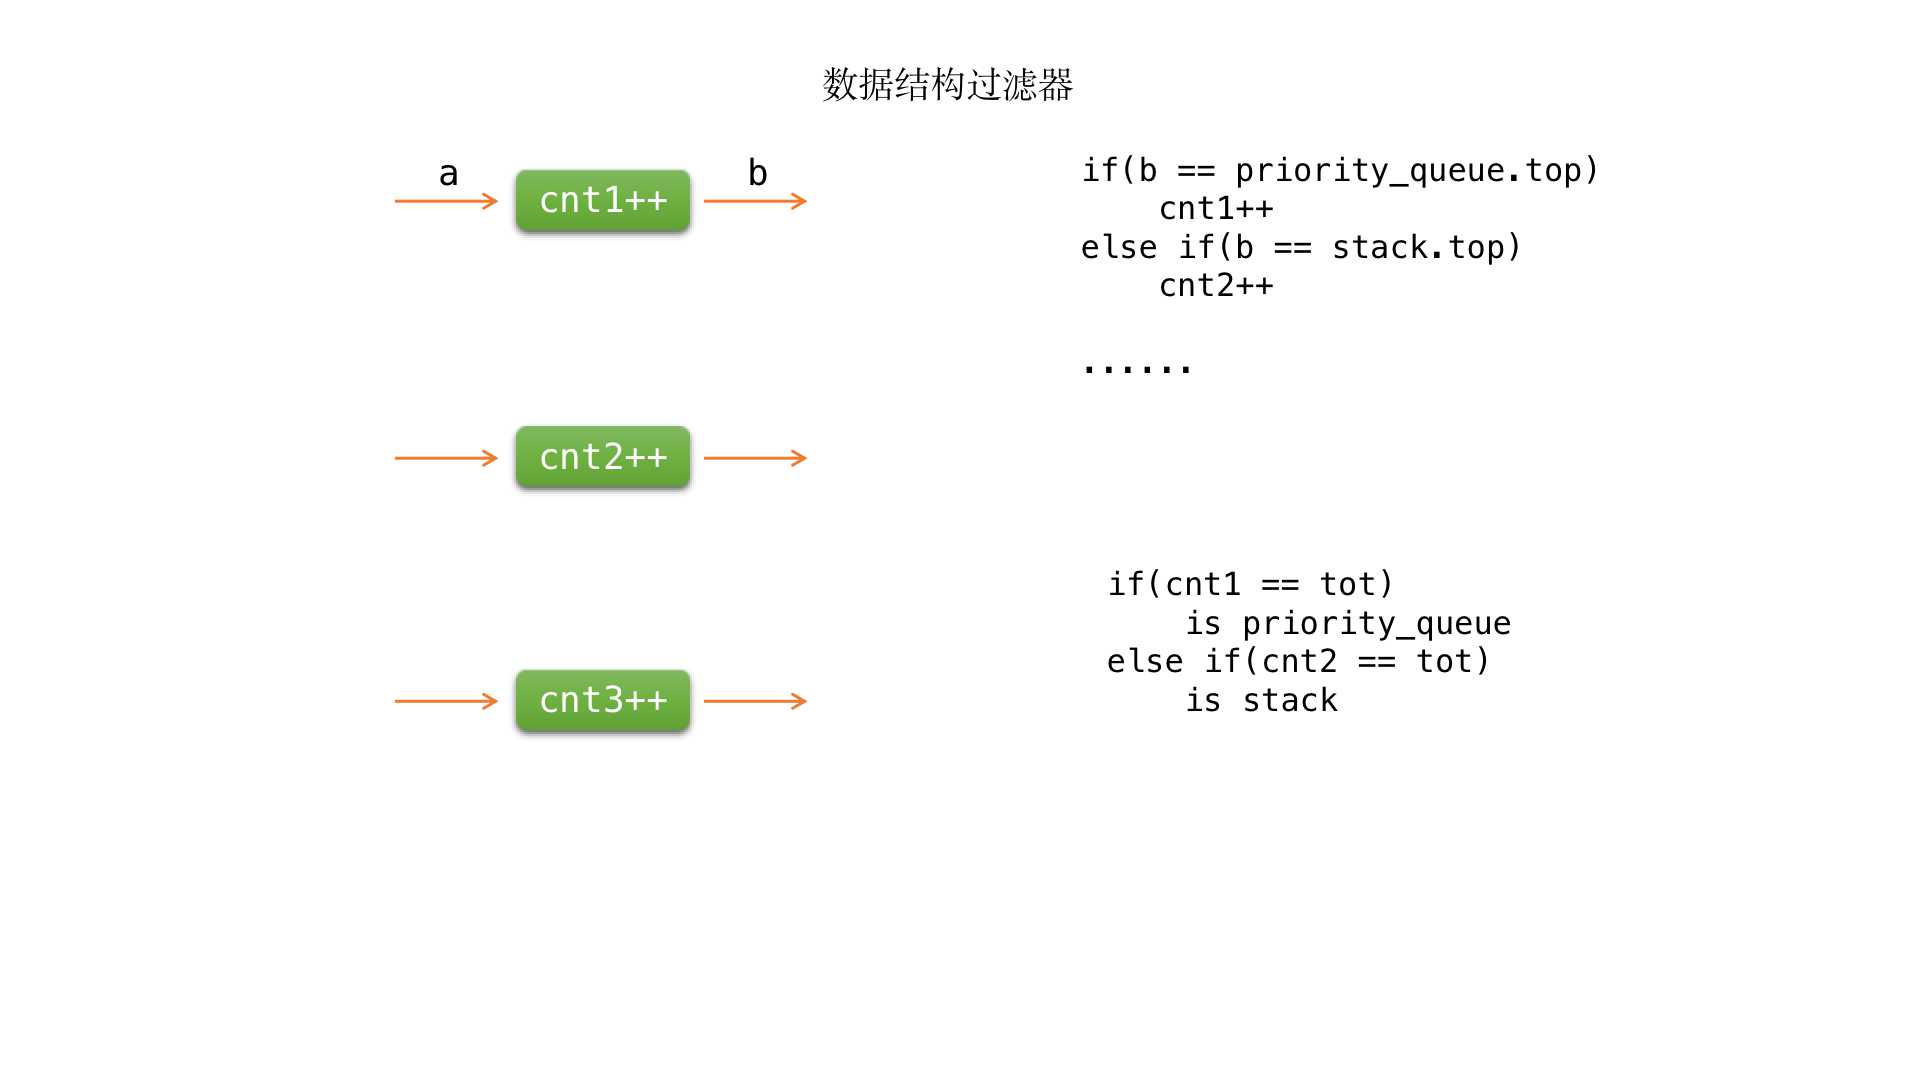 数据结构过滤器
a
b
cnt1++
cnt2++
cnt3++
if(b == priority_queue.top)
    cnt1++
else if(b == stack.top)
    cnt2++
......
if(cnt1 == tot)
    is priority_queue
else if(cnt2 == tot)
    is stack